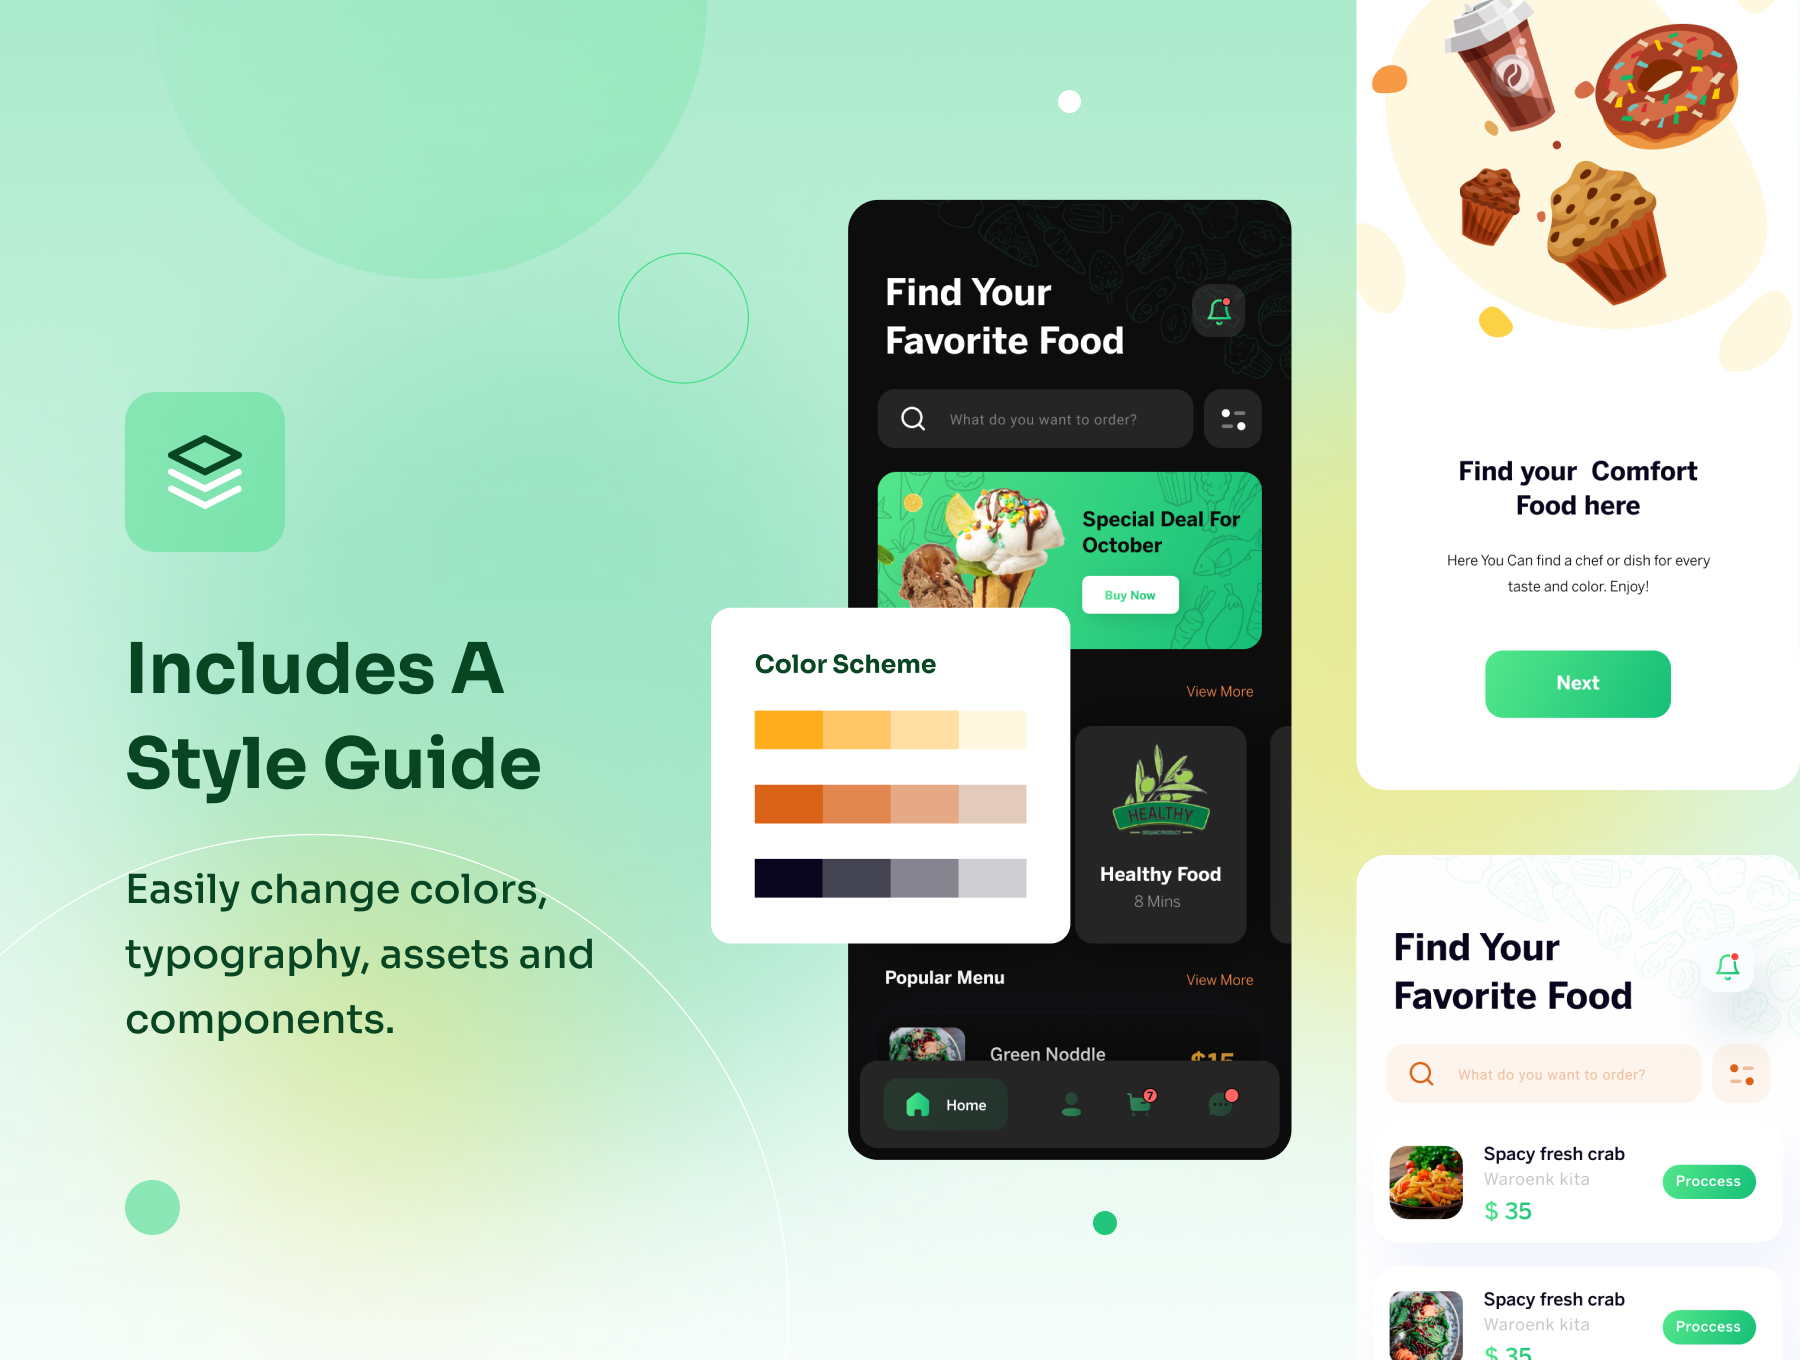 Includes A
Style Guide
Easily change colors,
typography, assets and
components.
Find Your
Favorite Food
What do you want to order?
Special Deal For
October
Buy Now
Color Scheme
View More
HEALTHY
ORGANIC PRODUCT
Healthy Food
8 Mins
Popular Menu
View More
Green Noddle
$15
Home
7
Find your Comfort
Food here
Here You Can find a chef or dish for every
taste and color. Enjoy!
Next
Find Your
Favorite Food
What do you want to order?
Spacy fresh crab
Waroenk kita
$ 35
Proccess
Spacy fresh crab
Waroenk kita
$ 35
Proccess